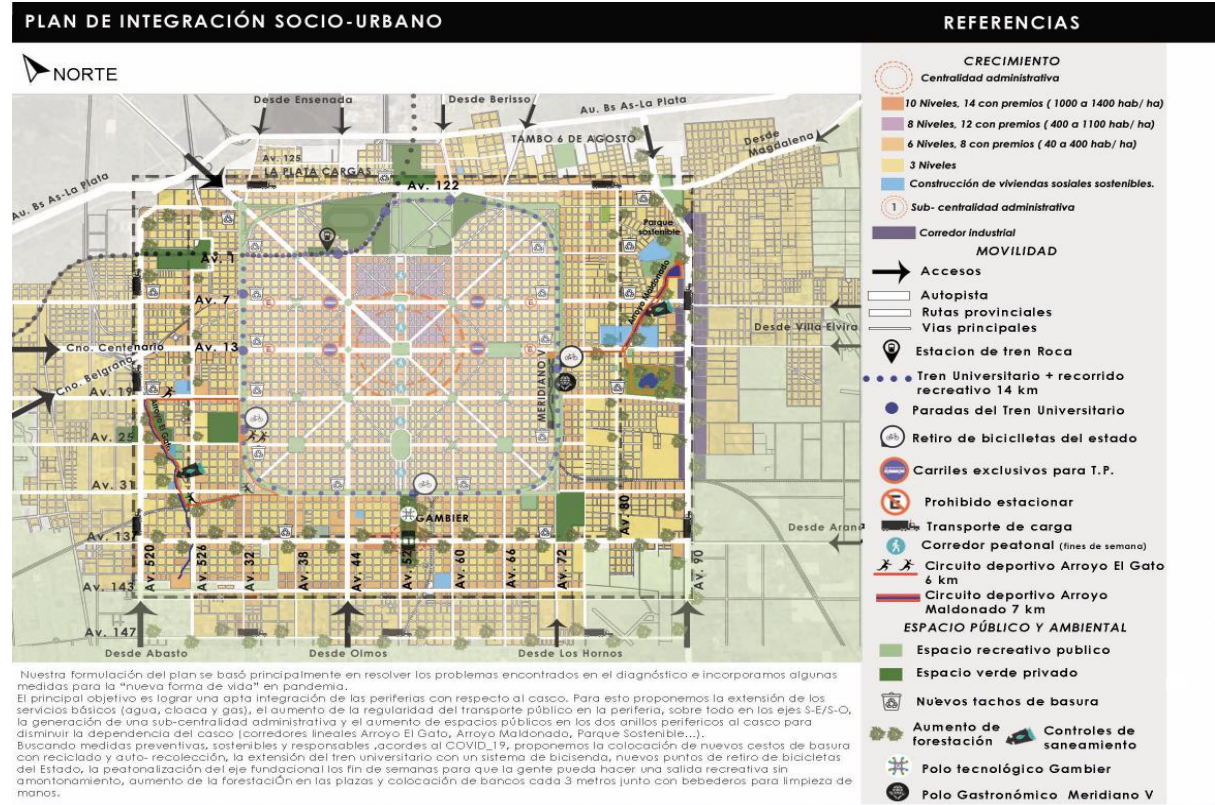 PLAN DE INTEGRACIÓN SOCIO-URBANO
NORTE
Desde Ensenada
Desde Berisso
Au. Bs As-La Plata
TAMBO 6 DE AGOSTO
Desde Magdalena
Av. 125
LA PLATA CARGAS
Av. 122
Au. Bs As-La Plata
Parque sostenible
Av. 1
Arroyo Maldonado
Av. 7
Desde Villa Elvira
Cno. Centenario
Av. 13
Cno. Belgrano
MERIDIANO V
Av. 19
Arroyo El Gato
Av. 25
Av. 31
GAMBIER
Av. 13
Desde Arana
Av. 520
Av. 526
Av. 32
Av. 38
Av. 44
Av. 52
Av. 60
Av. 66
Av. 72
Av. 80
Av. 90
Av. 143
Av. 147
Desde Abasto
Desde Olmos
Desde Los Hornos
REFERENCIAS
CRECIMIENTO
Centralidad administrativa
10 Niveles, 14 con premios ( 1000 a 1400 hab/ ha)
8 Niveles, 12 con premios ( 400 a 1100 hab/ ha)
6 Niveles, 8 con premios ( 40 a 400 hab/ ha)
3 Niveles
Construcción de viviendas sosiales sostenibles.
1 Sub- centralidad administrativa
Corredor industrial
MOVILIDAD
Accesos
Autopista
Rutas provinciales
Vias principales
Estacion de tren Roca
Tren Universitario + recorrido
recreativo 14 km
Paradas del Tren Universitario
Retiro de biciclletas del estado
Carriles exclusivos para T.P.
E Prohibido estacionar
Transporte de carga
Corredor peatonal (fines de semana)
Circuito deportivo Arroyo El Gato
6 km
Circuito deportivo Arroyo
Maldonado 7 km
ESPACIO PÚBLICO Y AMBIENTAL
Espacio recreativo publico
Espacio verde privado
Nuevos tachos de basura
Aumento de
forestación
Controles de
saneamiento
Polo tecnológico Gambier
Polo Gastronómico Meridiano V
Nuestra formulación del plan se basó principalmente en resolver los problemas encontrados en el diagnóstico e incorporamos algunas
medidas para la “nueva forma de vida” en pandemia.
El principal objetivo es lograr una apta integración de las periferias con respecto al casco. Para esto proponemos la extensión de los
servicios básicos (agua, cloaca y gas), el aumento de la regularidad del transporte público en la periferia, sobre todo en los ejes S-E/S-O,
la generación de una sub-centralidad administrativa y el aumento de espacios públicos en los dos anillos perifericos al casco para
disminuir la dependencia del casco (corredores lineales Arroyo El Gato, Arroyo Maldonado, Parque Sostenible...).
Buscando medidas preventivas, sostenibles y responsables ,acordes al COVID_19, proponemos la colocación de nuevos cestos de basura
con reciclado y auto- recolección, la extensión del tren universitario con un sistema de bicisenda, nuevos puntos de retiro de bicicletas
del Estado, la peatonalización del eje fundacional los fin de semanas para que la gente pueda hacer una salida recreativa sin
amontonamiento, aumento de la forestación en las plazas y colocación de bancos cada 3 metros junto con bebederos para limpieza de
manos.